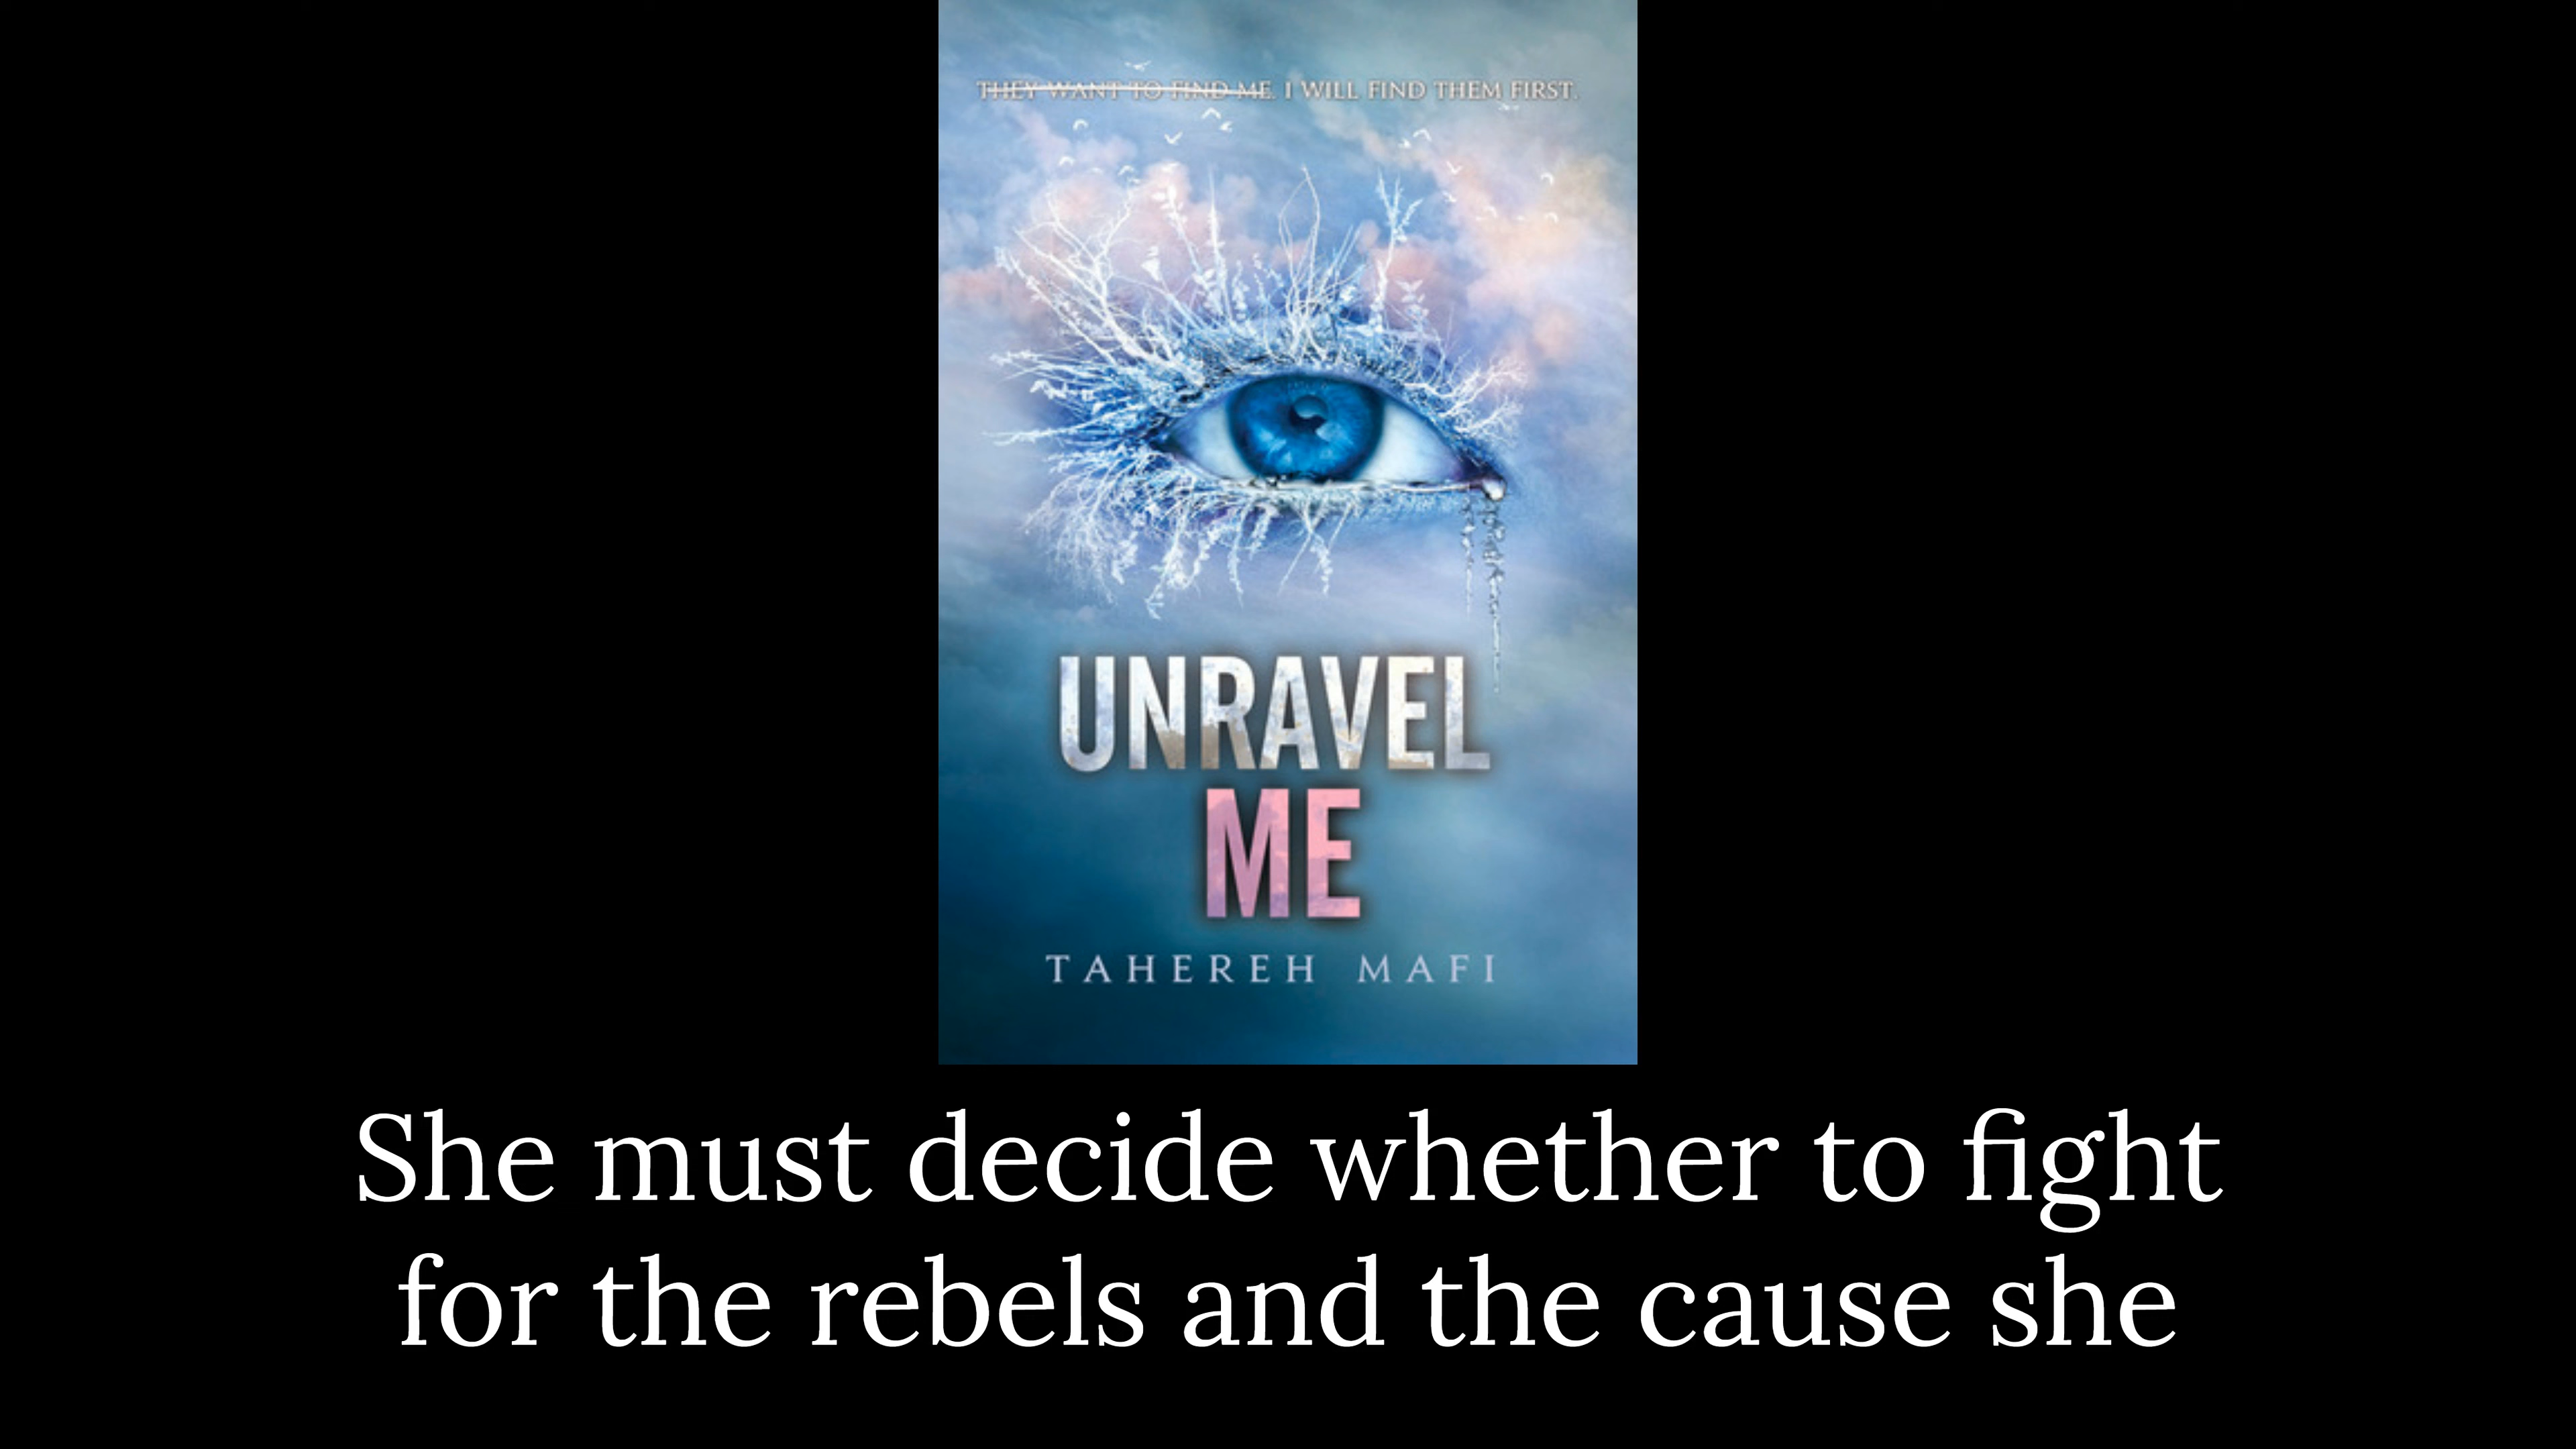 THEY WANT TO FIND ME. I WILL FIND THEM FIRST.
UNRAVEL
ME
TAHEREH MAFI
She must decide whether to fight
for the rebels and the cause she